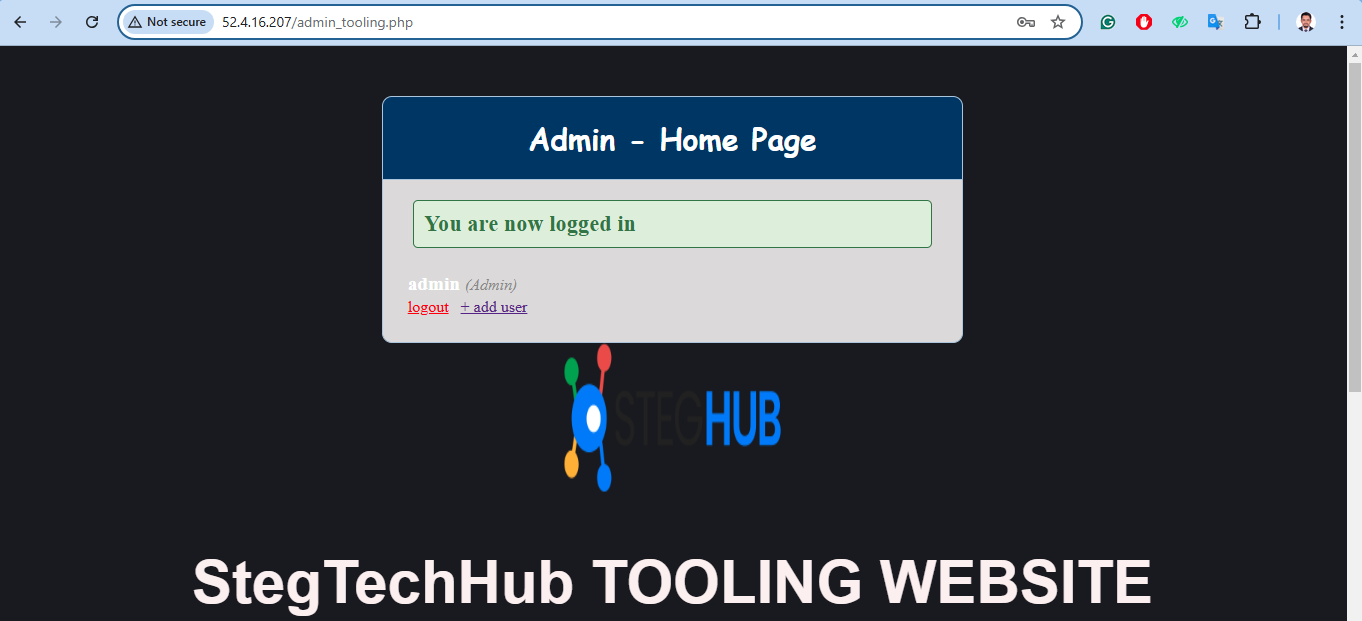 Not secure 52.4.16.207/admin_tooling.php
Admin - Home Page
You are now logged in
admin (Admin)
logout + add user
STEGHUB
StegTechHub TOOLING WEBSITE